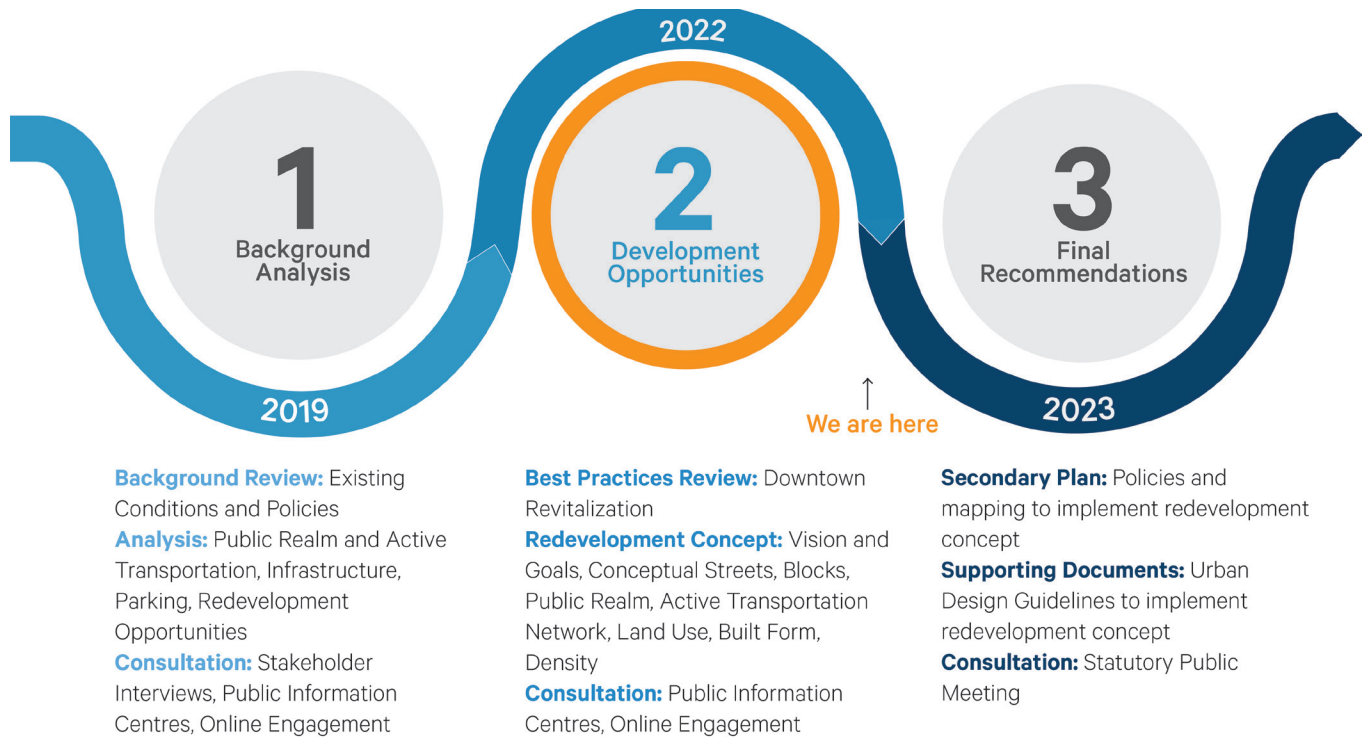 2022
1
Background
Analysis
2
Development
Opportunities
3
Final
Recommendations
2019
We are here
2023
Background Review: Existing
Conditions and Policies
Analysis: Public Realm and Active
Transportation, Infrastructure,
Parking, Redevelopment
Opportunities
Consultation: Stakeholder
Interviews, Public Information
Centres, Online Engagement
Best Practices Review: Downtown
Revitalization
Redevelopment Concept: Vision and
Goals, Conceptual Streets, Blocks,
Public Realm, Active Transportation
Network, Land Use, Built Form,
Density
Consultation: Public Information
Centres, Online Engagement
Secondary Plan: Policies and
mapping to implement redevelopment
concept
Supporting Documents: Urban
Design Guidelines to implement
redevelopment concept
Consultation: Statutory Public
Meeting